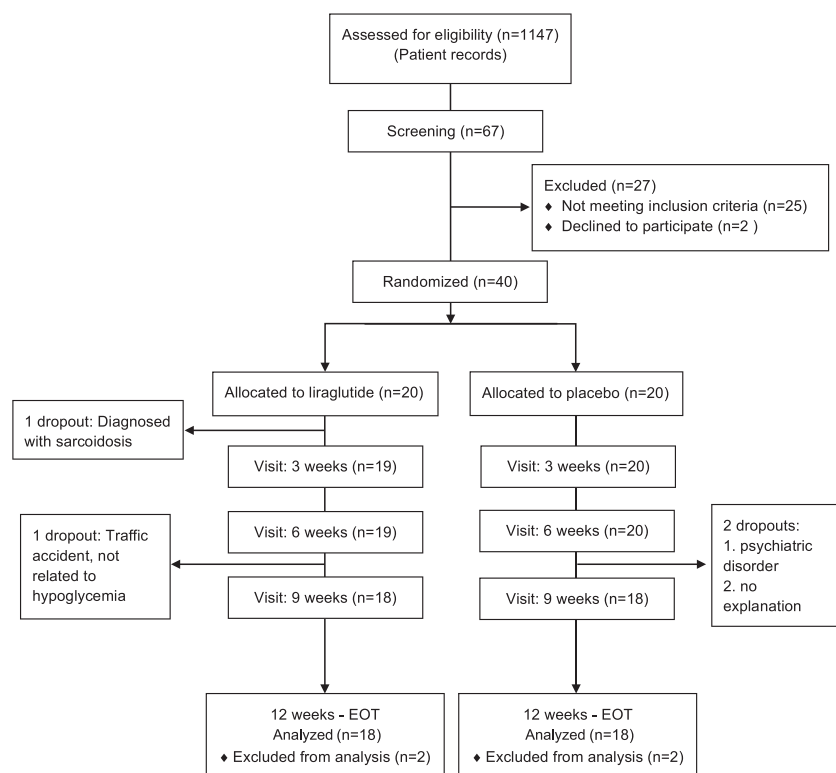 Assessed for eligibility (n=1147)
(Patient records)
Screening (n=67)
Excluded (n=27)
♦ Not meeting inclusion criteria (n=25)
♦ Declined to participate (n=2 )
Randomized (n=40)
Allocated to liraglutide (n=20)
Allocated to placebo (n=20)
1 dropout: Diagnosed
with sarcoidosis
Visit: 3 weeks (n=19)
Visit: 3 weeks (n=20)
1 dropout: Traffic
accident, not
related to
hypoglycemia
Visit: 6 weeks (n=19)
Visit: 6 weeks (n=20)
2 dropouts:
1. psychiatric
disorder
2. no
explanation
Visit: 9 weeks (n=18)
Visit: 9 weeks (n=18)
12 weeks - EOT
Analyzed (n=18)
♦ Excluded from analysis (n=2)
12 weeks - EOT
Analyzed (n=18)
♦ Excluded from analysis (n=2)